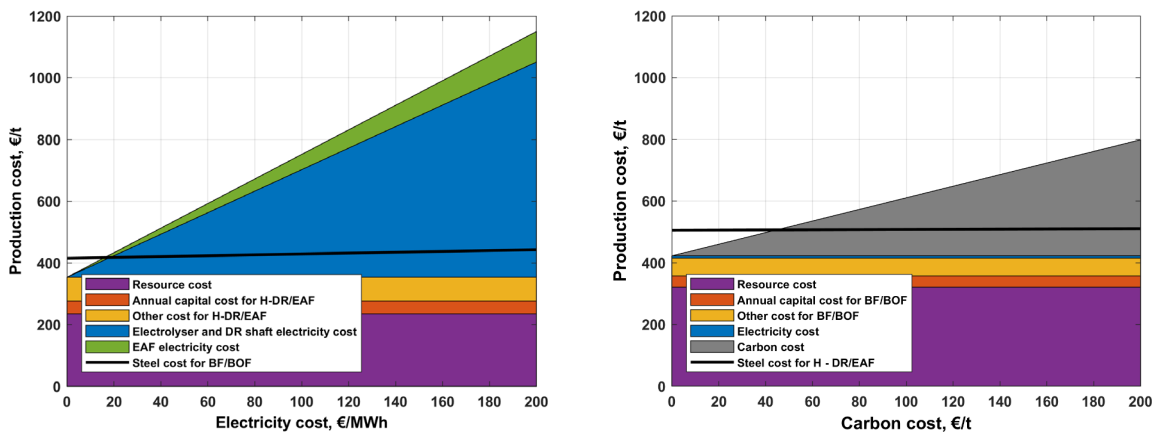 1200
1000
800
600
400
200
0
Production cost, €/t
Resource cost
Annual capital cost for H-DR/EAF
Other cost for H-DR/EAF
Electrolyser and DR shaft electricity cost
EAF electricity cost
Steel cost for BF/BOF
0 20 40 60 80 100 120 140 160 180 200
Electricity cost, €/MWh
1200
1000
800
600
400
200
0
Production cost, €/t
Resource cost
Annual capital cost for BF/BOF
Other cost for BF/BOF
Electricity cost
Carbon cost
Steel cost for H - DR/EAF
0 20 40 60 80 100 120 140 160 180 200
Carbon cost, €/t